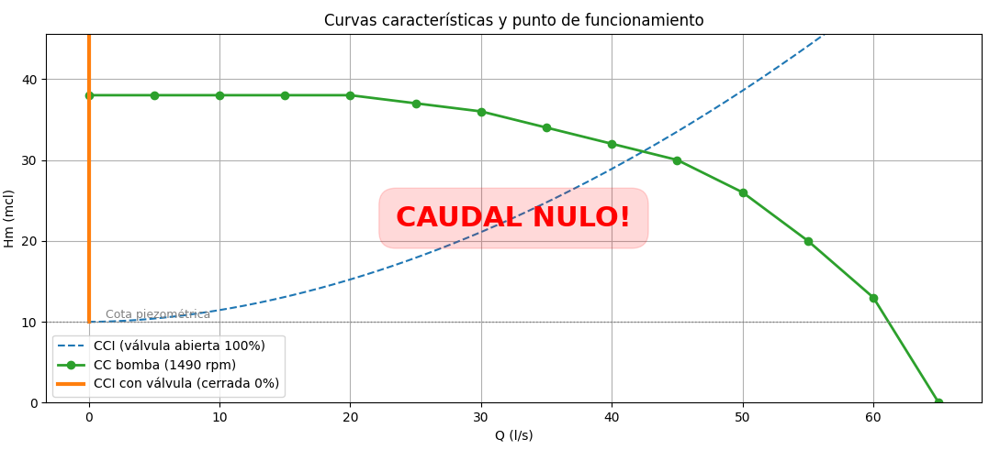 Curvas características y punto de funcionamiento
Hm (mcl)
40
30
20
10
0
CAUDAL NULO!
Cota piezométrica
CCI (válvula abierta 100%)
CC bomba (1490 rpm)
CCI con válvula (cerrada 0%)
0 10 20 30 40 50 60
Q (l/s)